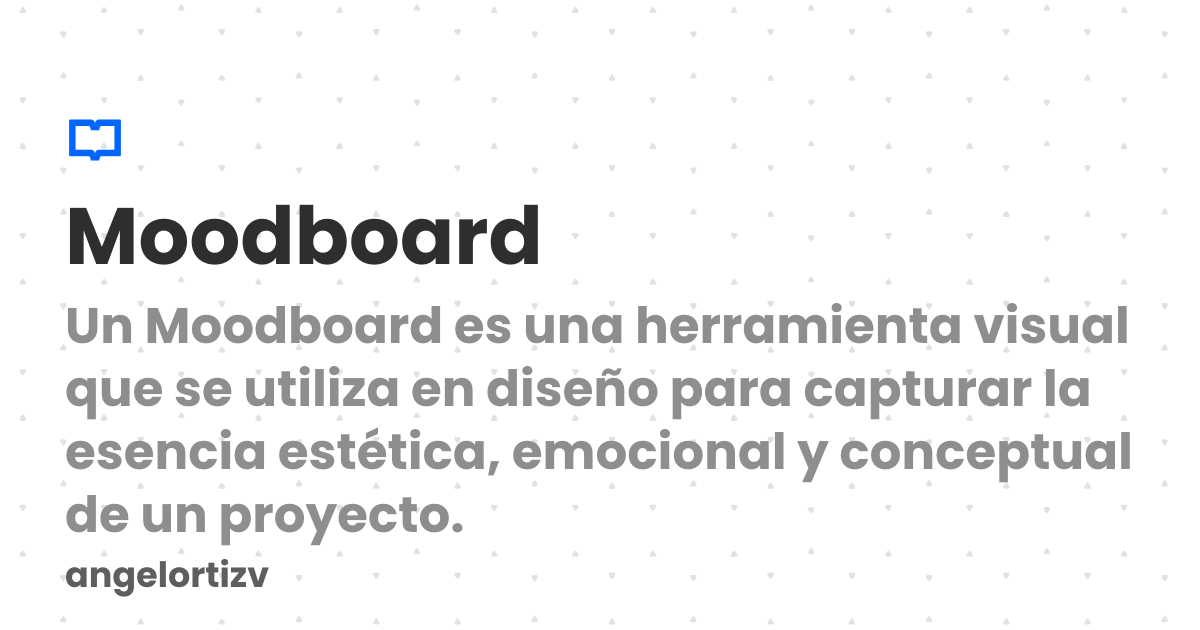 Moodboard
Un Moodboard es una herramienta visual
que se utiliza en diseño para capturar la
esencia estética, emocional y conceptual
de un proyecto.
angelortizv